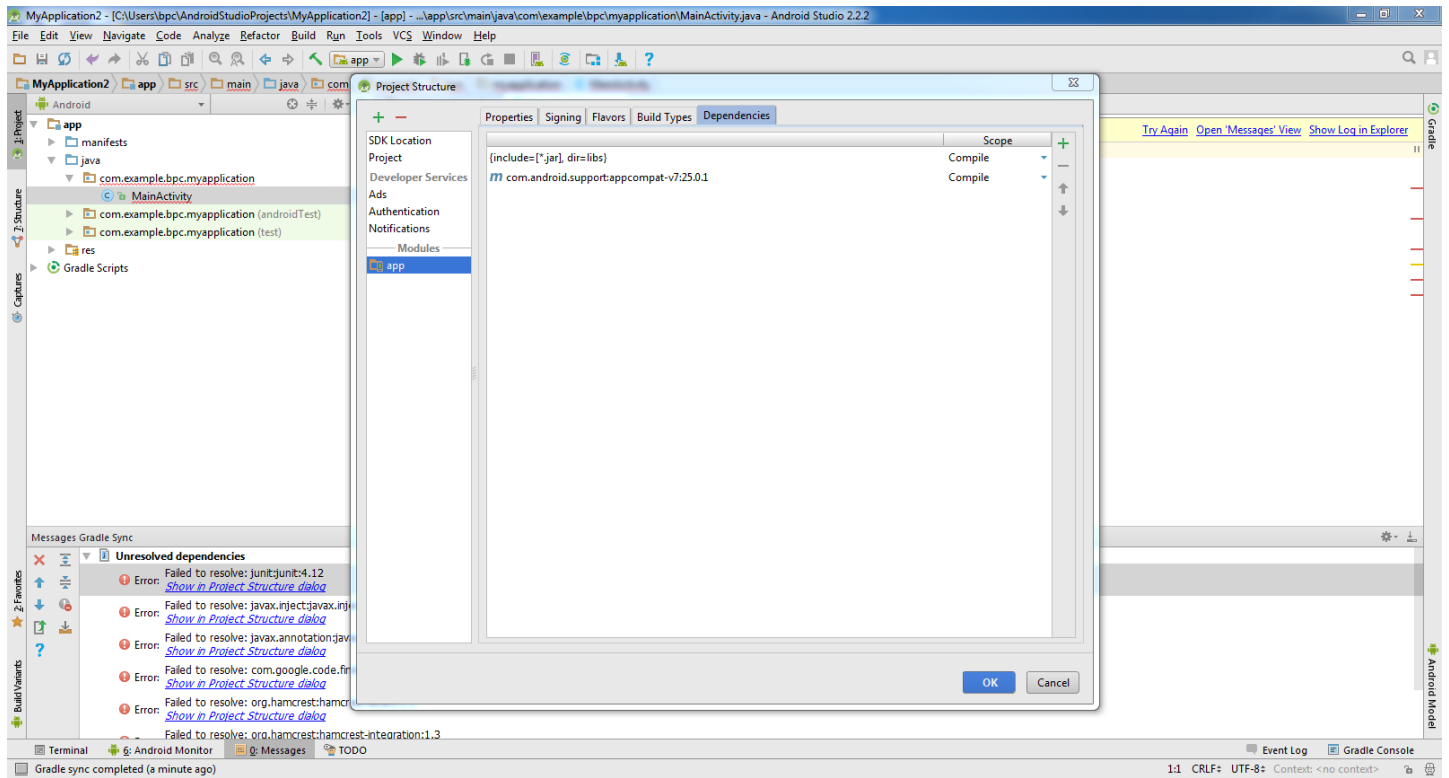 MyApplication2 - [C:\Users\bpc\AndroidStudioProjects\MyApplication2] - [app] - ...\app\src\main\java\com\example\bpc\myapplication\MainActivity.java - Android Studio 2.2.2
File Edit View Navigate Code Analyze Refactor Build Run Tools VCS Window Help
app
MyApplication2 app src main java com
Android
1: Project
7: Structure
Captures
2: Favorites
Build Variants
app
manifests
java
com.example.bpc.myapplication
MainActivity
com.example.bpc.myapplication (androidTest)
com.example.bpc.myapplication (test)
res
Gradle Scripts
Project Structure
SDK Location
Project
Developer Services
Ads
Authentication
Notifications
Modules
app
Properties Signing Flavors Build Types Dependencies
Scope
{include=[*.jar], dir=libs} Compile
m com.android.support:appcompat-v7:25.0.1 Compile
OK Cancel
Try Again Open 'Messages' View Show Log in Explorer
Gradle
Android Model
Messages Gradle Sync
Unresolved dependencies
Error: Failed to resolve: junit:junit:4.12
Show in Project Structure dialog
Error: Failed to resolve: javax.inject:javax.inj
Show in Project Structure dialog
Error: Failed to resolve: javax.annotation:jav
Show in Project Structure dialog
Error: Failed to resolve: com.google.code.fin
Show in Project Structure dialog
Error: Failed to resolve: org.hamcrest:hamcr
Show in Project Structure dialog
Failed to resolve: org.hamcrest:hamcrest-integration:1.3
Terminal 6: Android Monitor 0: Messages TODO Event Log Gradle Console
Gradle sync completed (a minute ago) 1:1 CRLF UTF-8 Context: <no context>